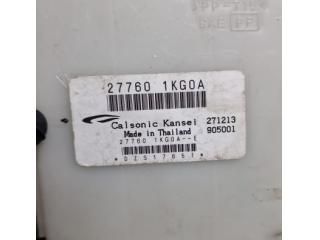 27760 1KG0A
Calsonic Kansei 271213
Made in Thailand 905001
27760 1KG0A--E